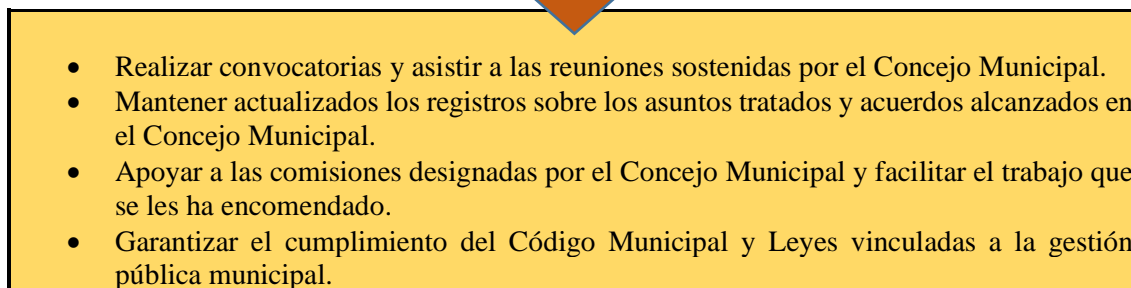 • Realizar convocatorias y asistir a las reuniones sostenidas por el Concejo Municipal.
• Mantener actualizados los registros sobre los asuntos tratados y acuerdos alcanzados en
el Concejo Municipal.
• Apoyar a las comisiones designadas por el Concejo Municipal y facilitar el trabajo que
se les ha encomendado.
• Garantizar el cumplimiento del Código Municipal y Leyes vinculadas a la gestión
pública municipal.